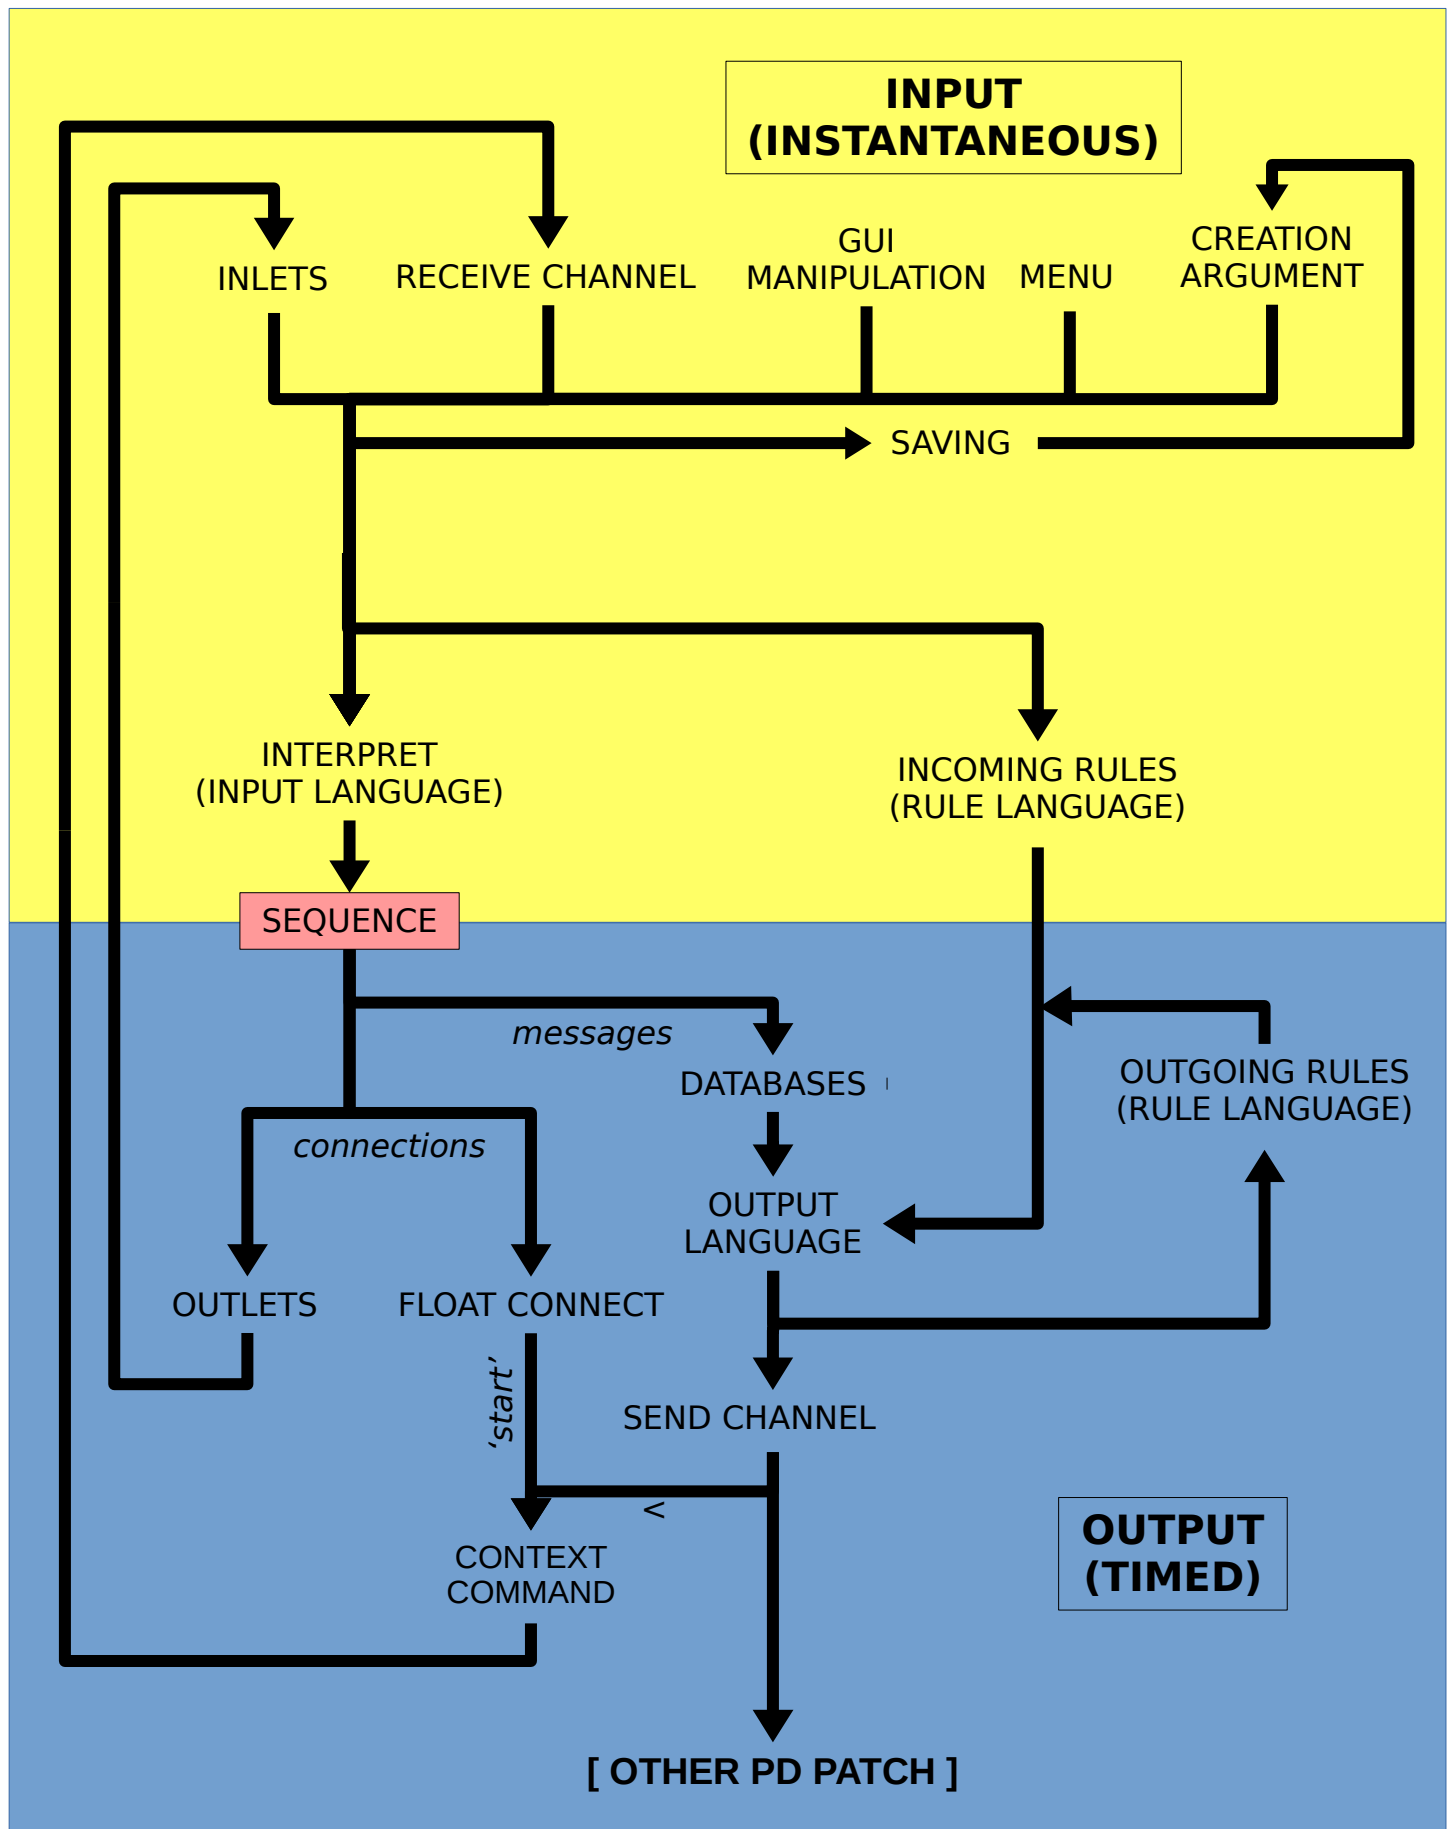 INPUT
(INSTANTANEOUS)
INLETS
RECEIVE CHANNEL
GUI
MANIPULATION
MENU
CREATION
ARGUMENT
SAVING
INTERPRET
(INPUT LANGUAGE)
INCOMING RULES
(RULE LANGUAGE)
SEQUENCE
messages
DATABASES
OUTGOING RULES
(RULE LANGUAGE)
connections
OUTPUT
LANGUAGE
OUTLETS
FLOAT CONNECT
‘start’
SEND CHANNEL
<
CONTEXT
COMMAND
OUTPUT
(TIMED)
[ OTHER PD PATCH ]